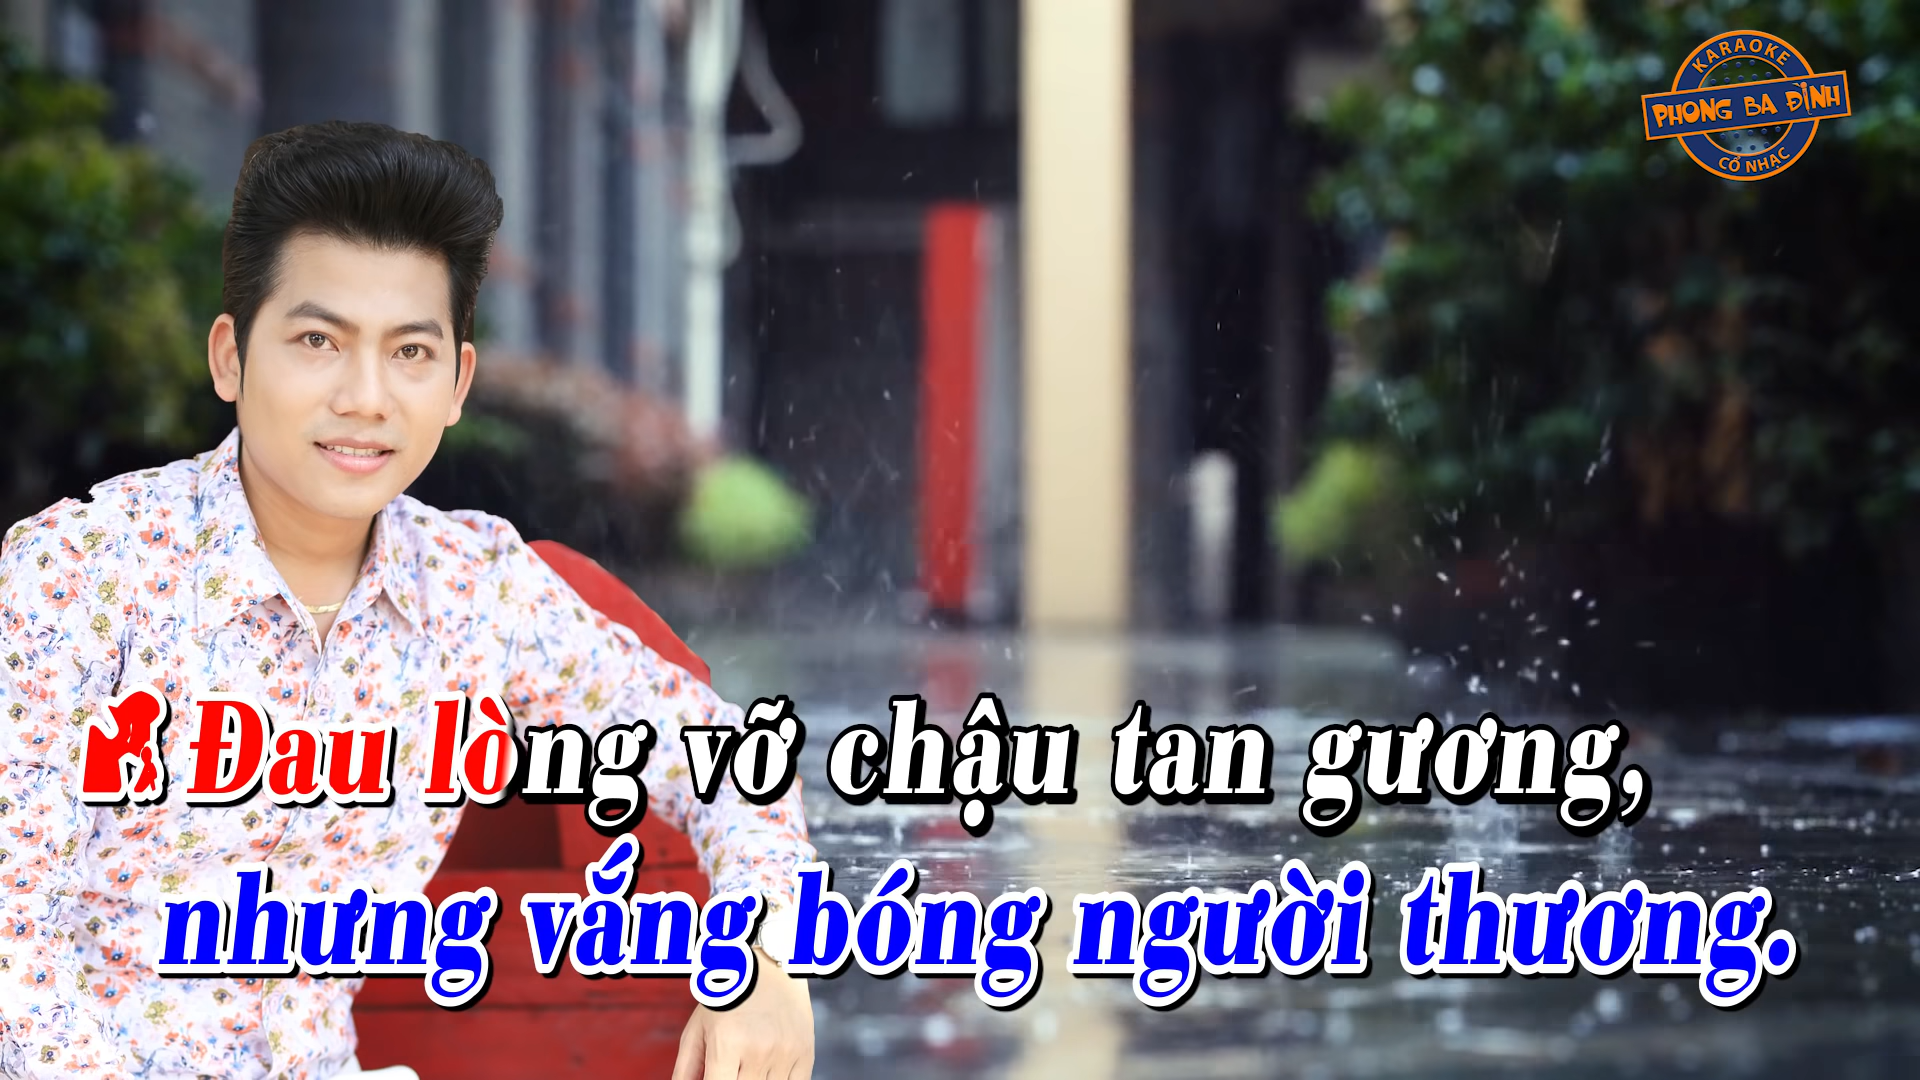 KARAOKE
PHONG BA ĐÌNH
CỔ NHẠC
Đau lòng vỡ chậu tan gương,
nhưng vắng bóng người thương.